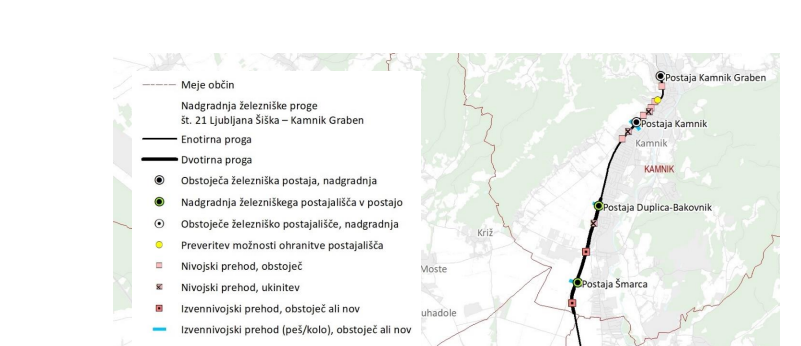 Meje občin
Nadgradnja železniške proge
št. 21 Ljubljana Šiška – Kamnik Graben
Enotirna proga
Dvotirna proga
Obstoječa železniška postaja, nadgradnja
Nadgradnja železniškega postajališča v postajo
Obstoječe železniško postajališče, nadgradnja
Preveritev možnosti ohranitve postajališča
Nivojski prehod, obstoječ
Nivojski prehod, ukinitev
Izvennivojski prehod, obstoječ ali nov
Izvennivojski prehod (peš/kolo), obstoječ ali nov
Postaja Kamnik Graben
Postaja Kamnik
Kamnik
KAMNIK
Postaja Duplica-Bakovnik
Križ
Moste
Postaja Šmarca
uhadole